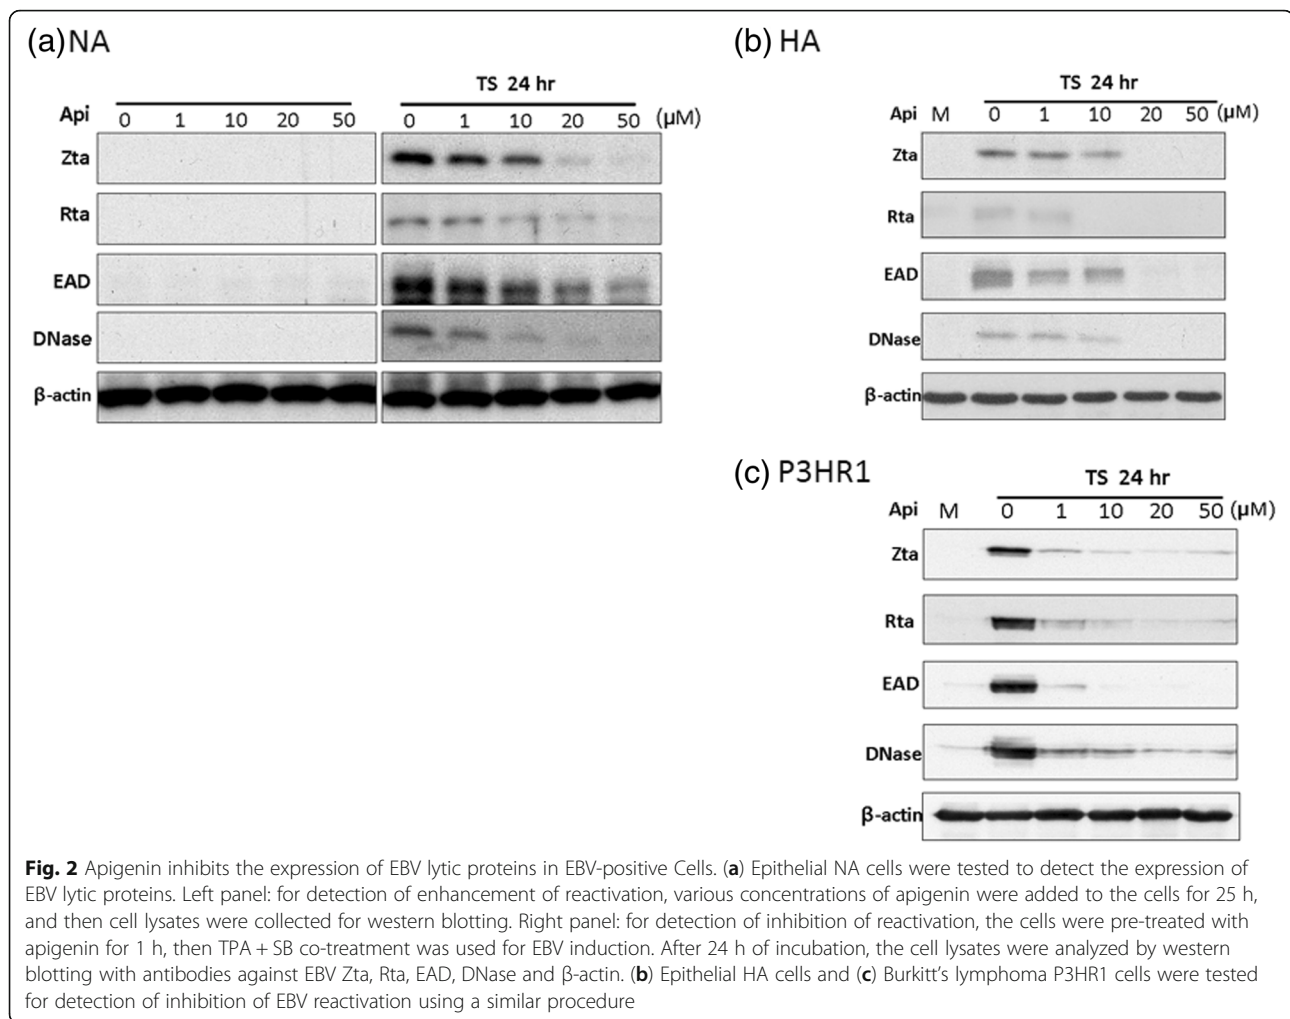 (a) NA
TS 24 hr
Api 0 1 10 20 50 0 1 10 20 50 (μM)
Zta
Rta
EAD
DNase
β-actin
(b) HA
TS 24 hr
Api M 0 1 10 20 50 (μM)
Zta
Rta
EAD
DNase
β-actin
(c) P3HR1
TS 24 hr
Api M 0 1 10 20 50 (μM)
Zta
Rta
EAD
DNase
β-actin
Fig. 2 Apigenin inhibits the expression of EBV lytic proteins in EBV-positive Cells. (a) Epithelial NA cells were tested to detect the expression of
EBV lytic proteins. Left panel: for detection of enhancement of reactivation, various concentrations of apigenin were added to the cells for 25 h,
and then cell lysates were collected for western blotting. Right panel: for detection of inhibition of reactivation, the cells were pre-treated with
apigenin for 1 h, then TPA + SB co-treatment was used for EBV induction. After 24 h of incubation, the cell lysates were analyzed by western
blotting with antibodies against EBV Zta, Rta, EAD, DNase and β-actin. (b) Epithelial HA cells and (c) Burkitt's lymphoma P3HR1 cells were tested
for detection of inhibition of EBV reactivation using a similar procedure